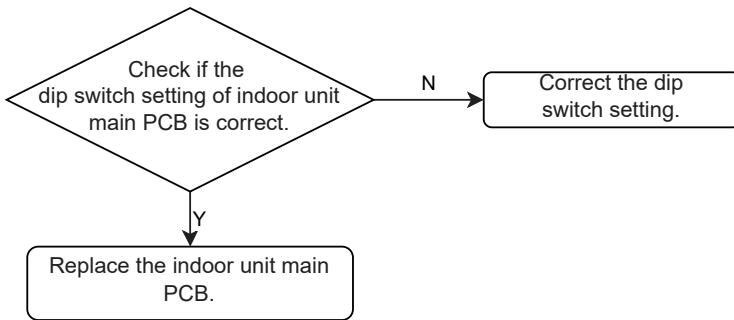 Check if the
dip switch setting of indoor unit
main PCB is correct.
N
Correct the dip
switch setting.
Y
Replace the indoor unit main
PCB.